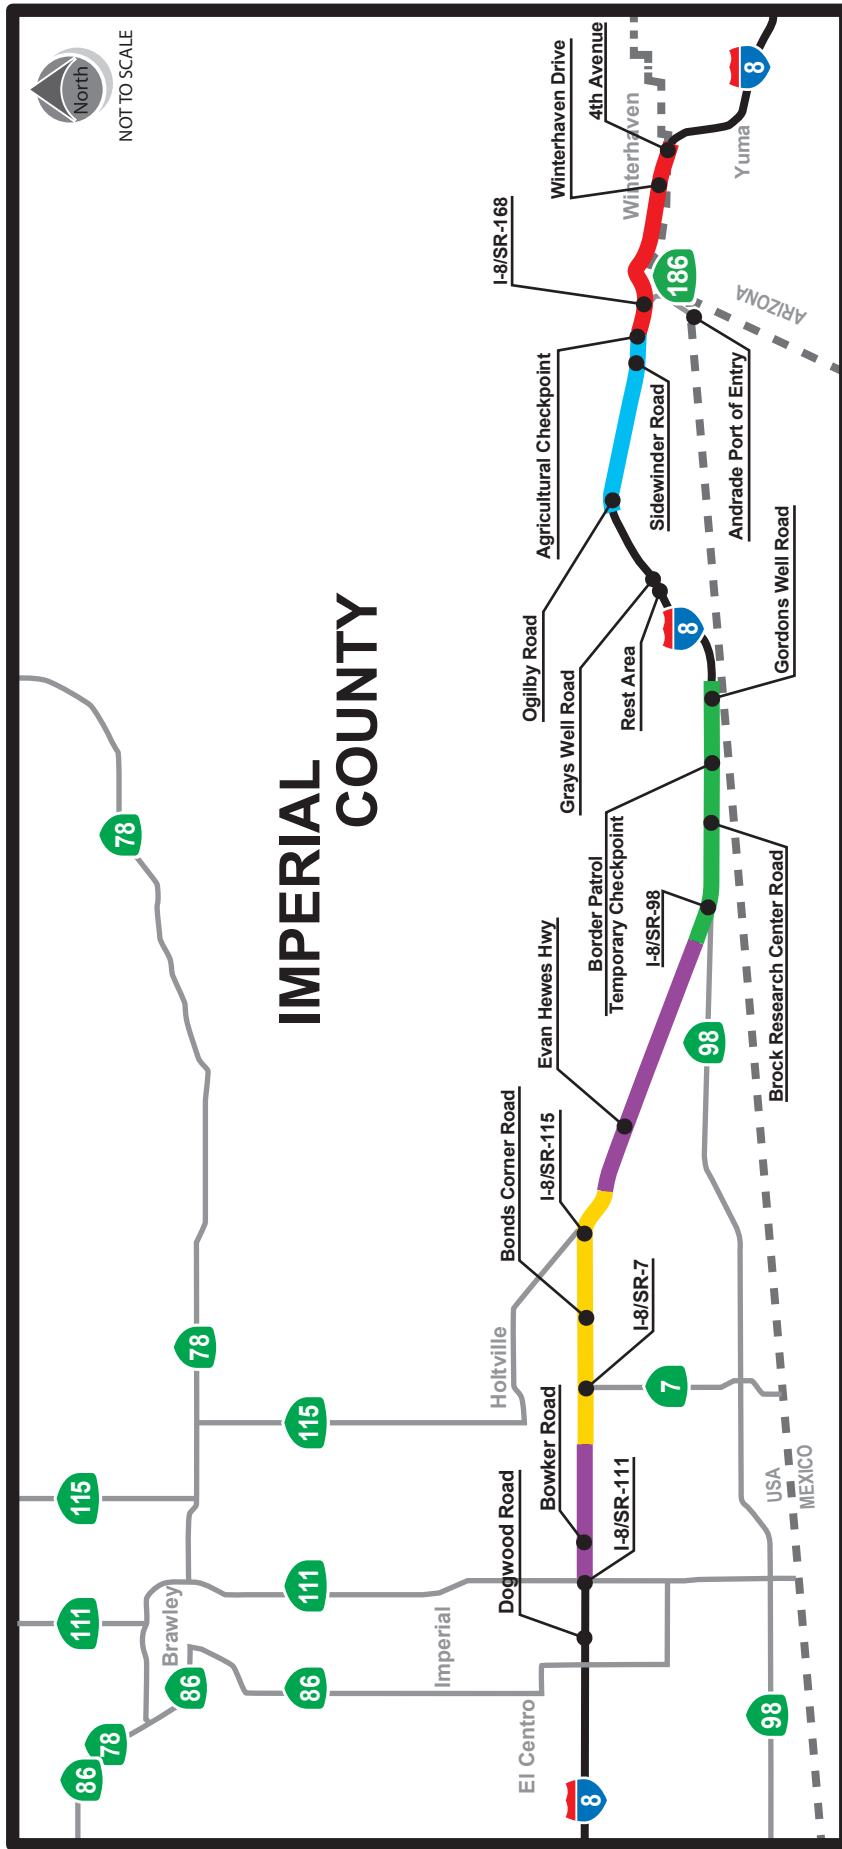 North
NOT TO SCALE
IMPERIAL
COUNTY
86
78
86
111
Brawley
115
78
78
86
111
115
Imperial
El Centro
Holtville
8
Dogwood Road
I-8/SR-111
Bowker Road
I-8/SR-7
7
Bonds Corner Road
I-8/SR-115
Evan Hewes Hwy
I-8/SR-98
98
98
USA
MEXICO
Border Patrol
Temporary Checkpoint
Brock Research Center Road
Gordons Well Road
8
Rest Area
Grays Well Road
Ogilby Road
Sidewinder Road
Agricultural Checkpoint
Andrade Port of Entry
I-8/SR-168
186
ARIZONA
Winterhaven Drive
Winterhaven
4th Avenue
Yuma
8